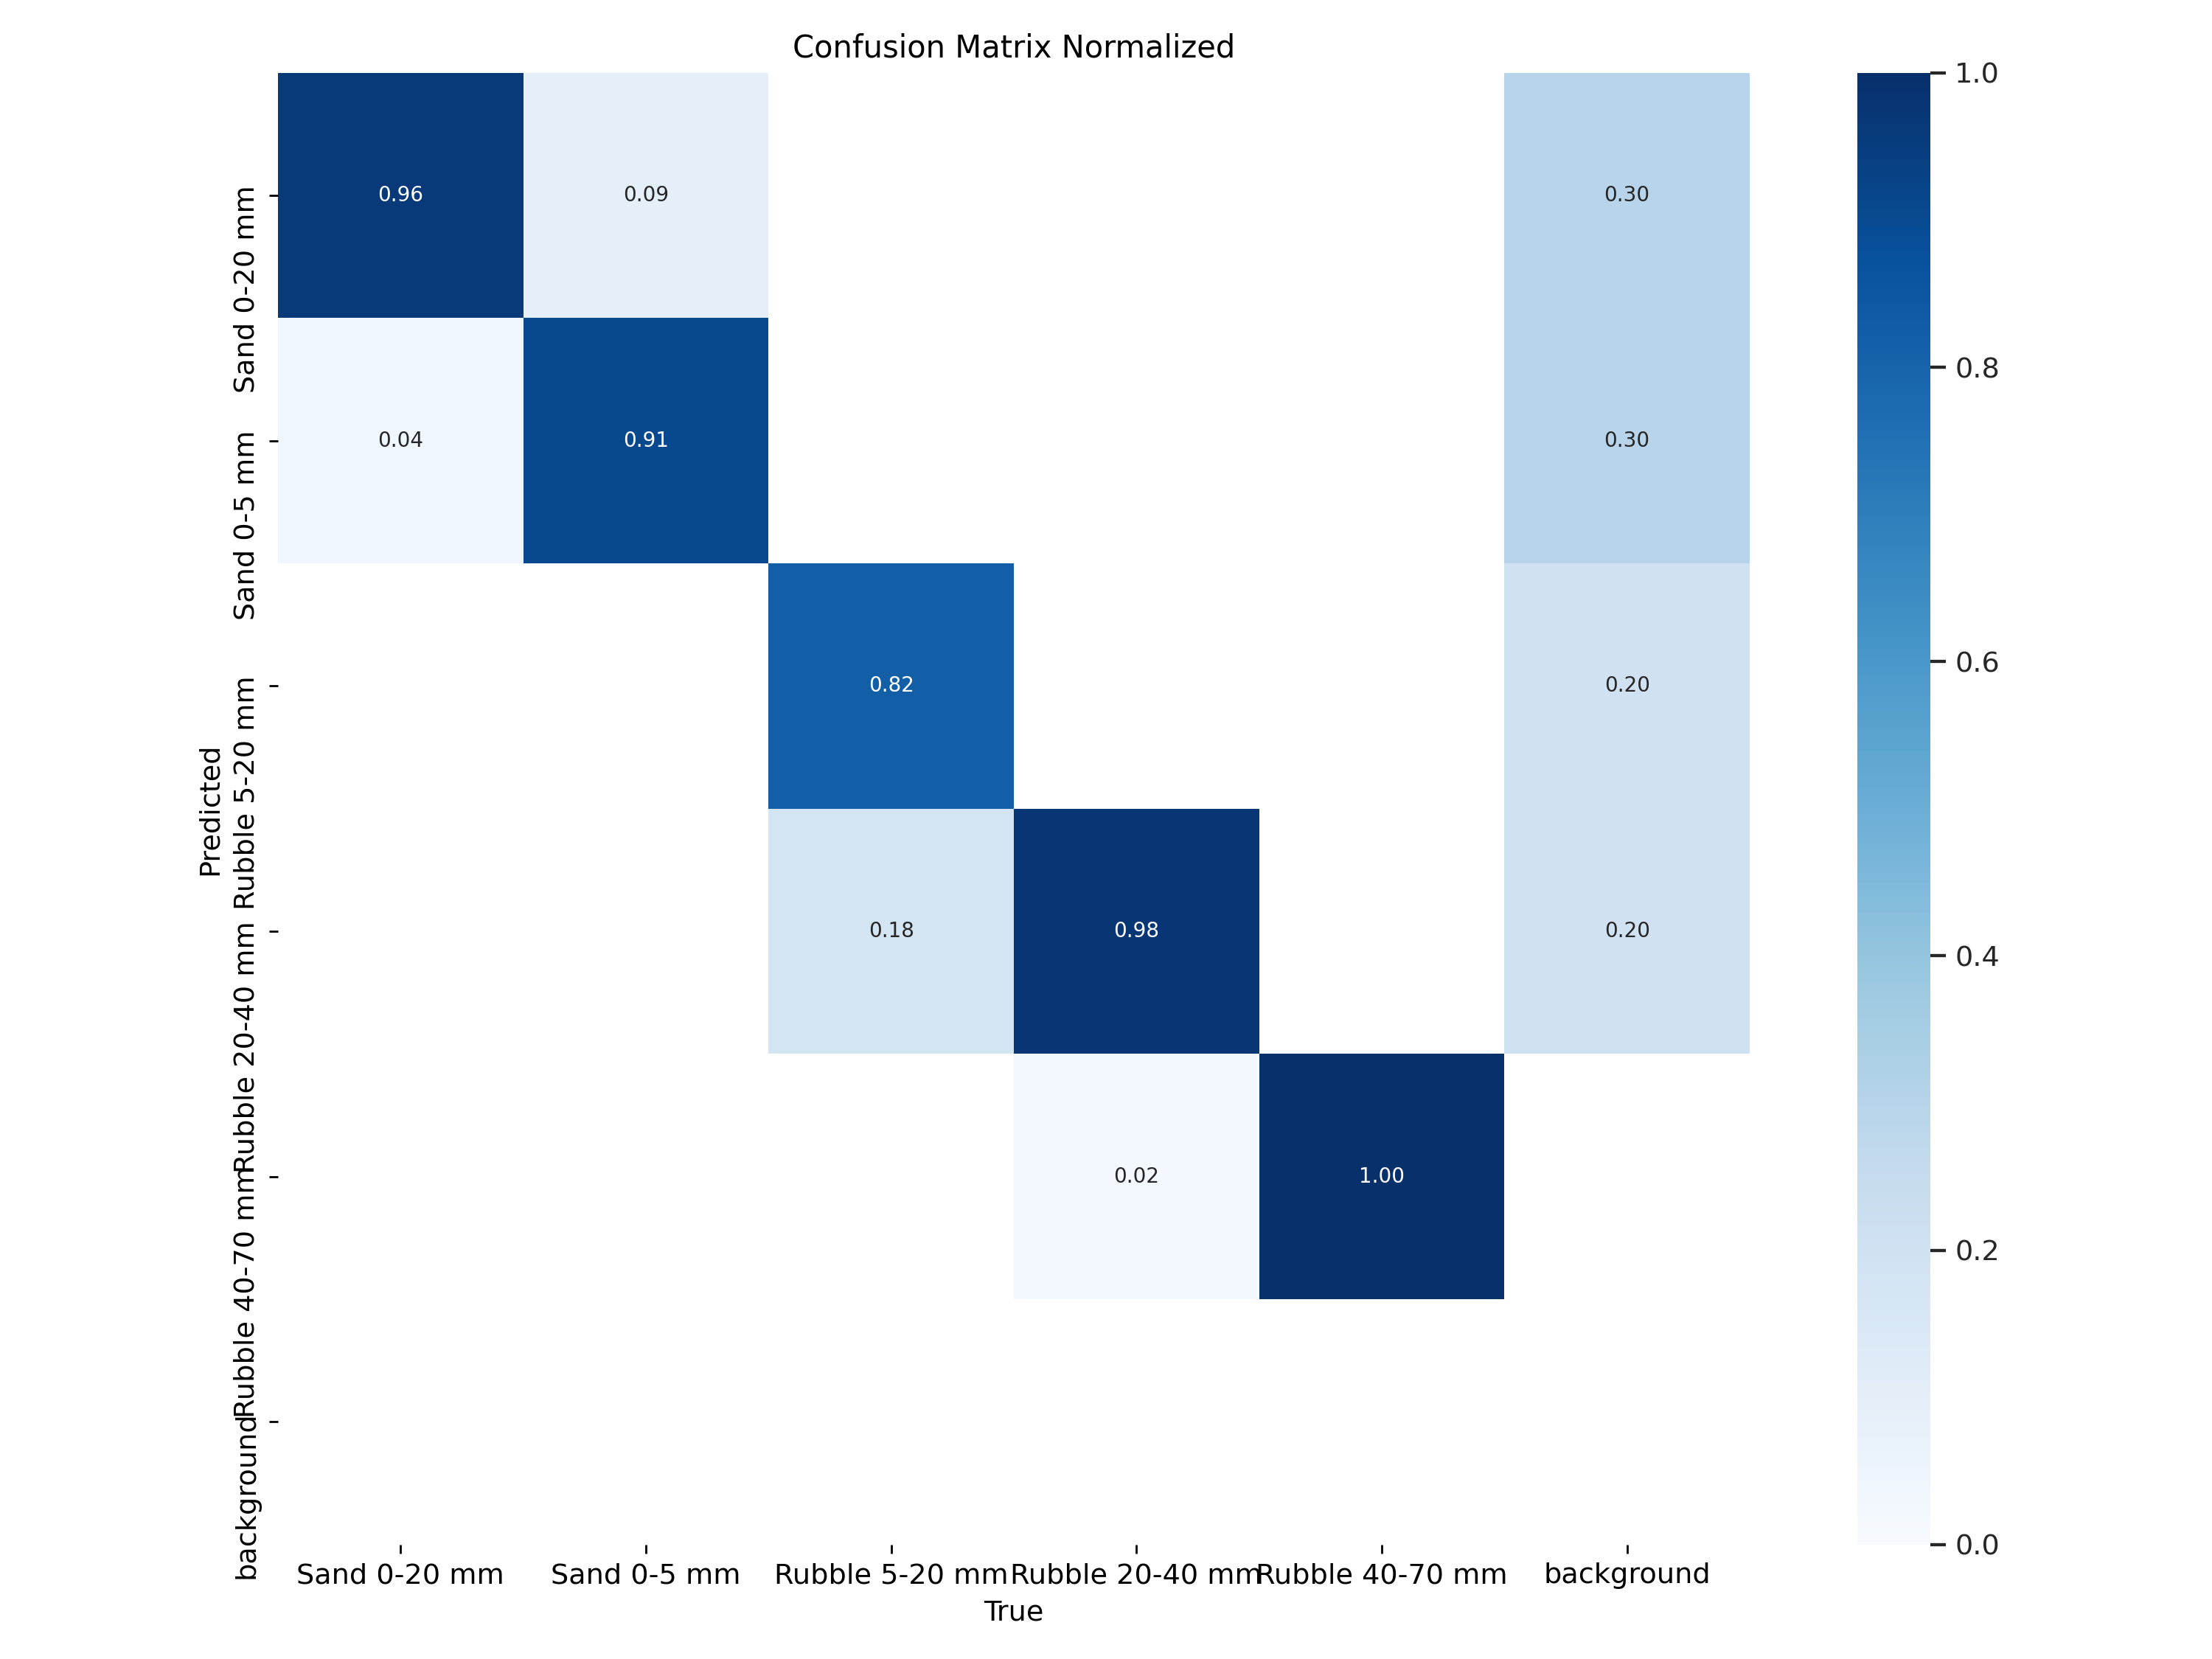 Confusion Matrix Normalized
0.96
0.09
0.30
0.04
0.91
0.30
0.82
0.20
0.18
0.98
0.20
0.02
1.00
Predicted
Sand 0-20 mm
Sand 0-5 mm
Rubble 5-20 mm
Rubble 20-40 mm
Rubble 40-70 mm
background
Sand 0-20 mm
Sand 0-5 mm
Rubble 5-20 mm
Rubble 20-40 mm
Rubble 40-70 mm
background
True
1.0
0.8
0.6
0.4
0.2
0.0